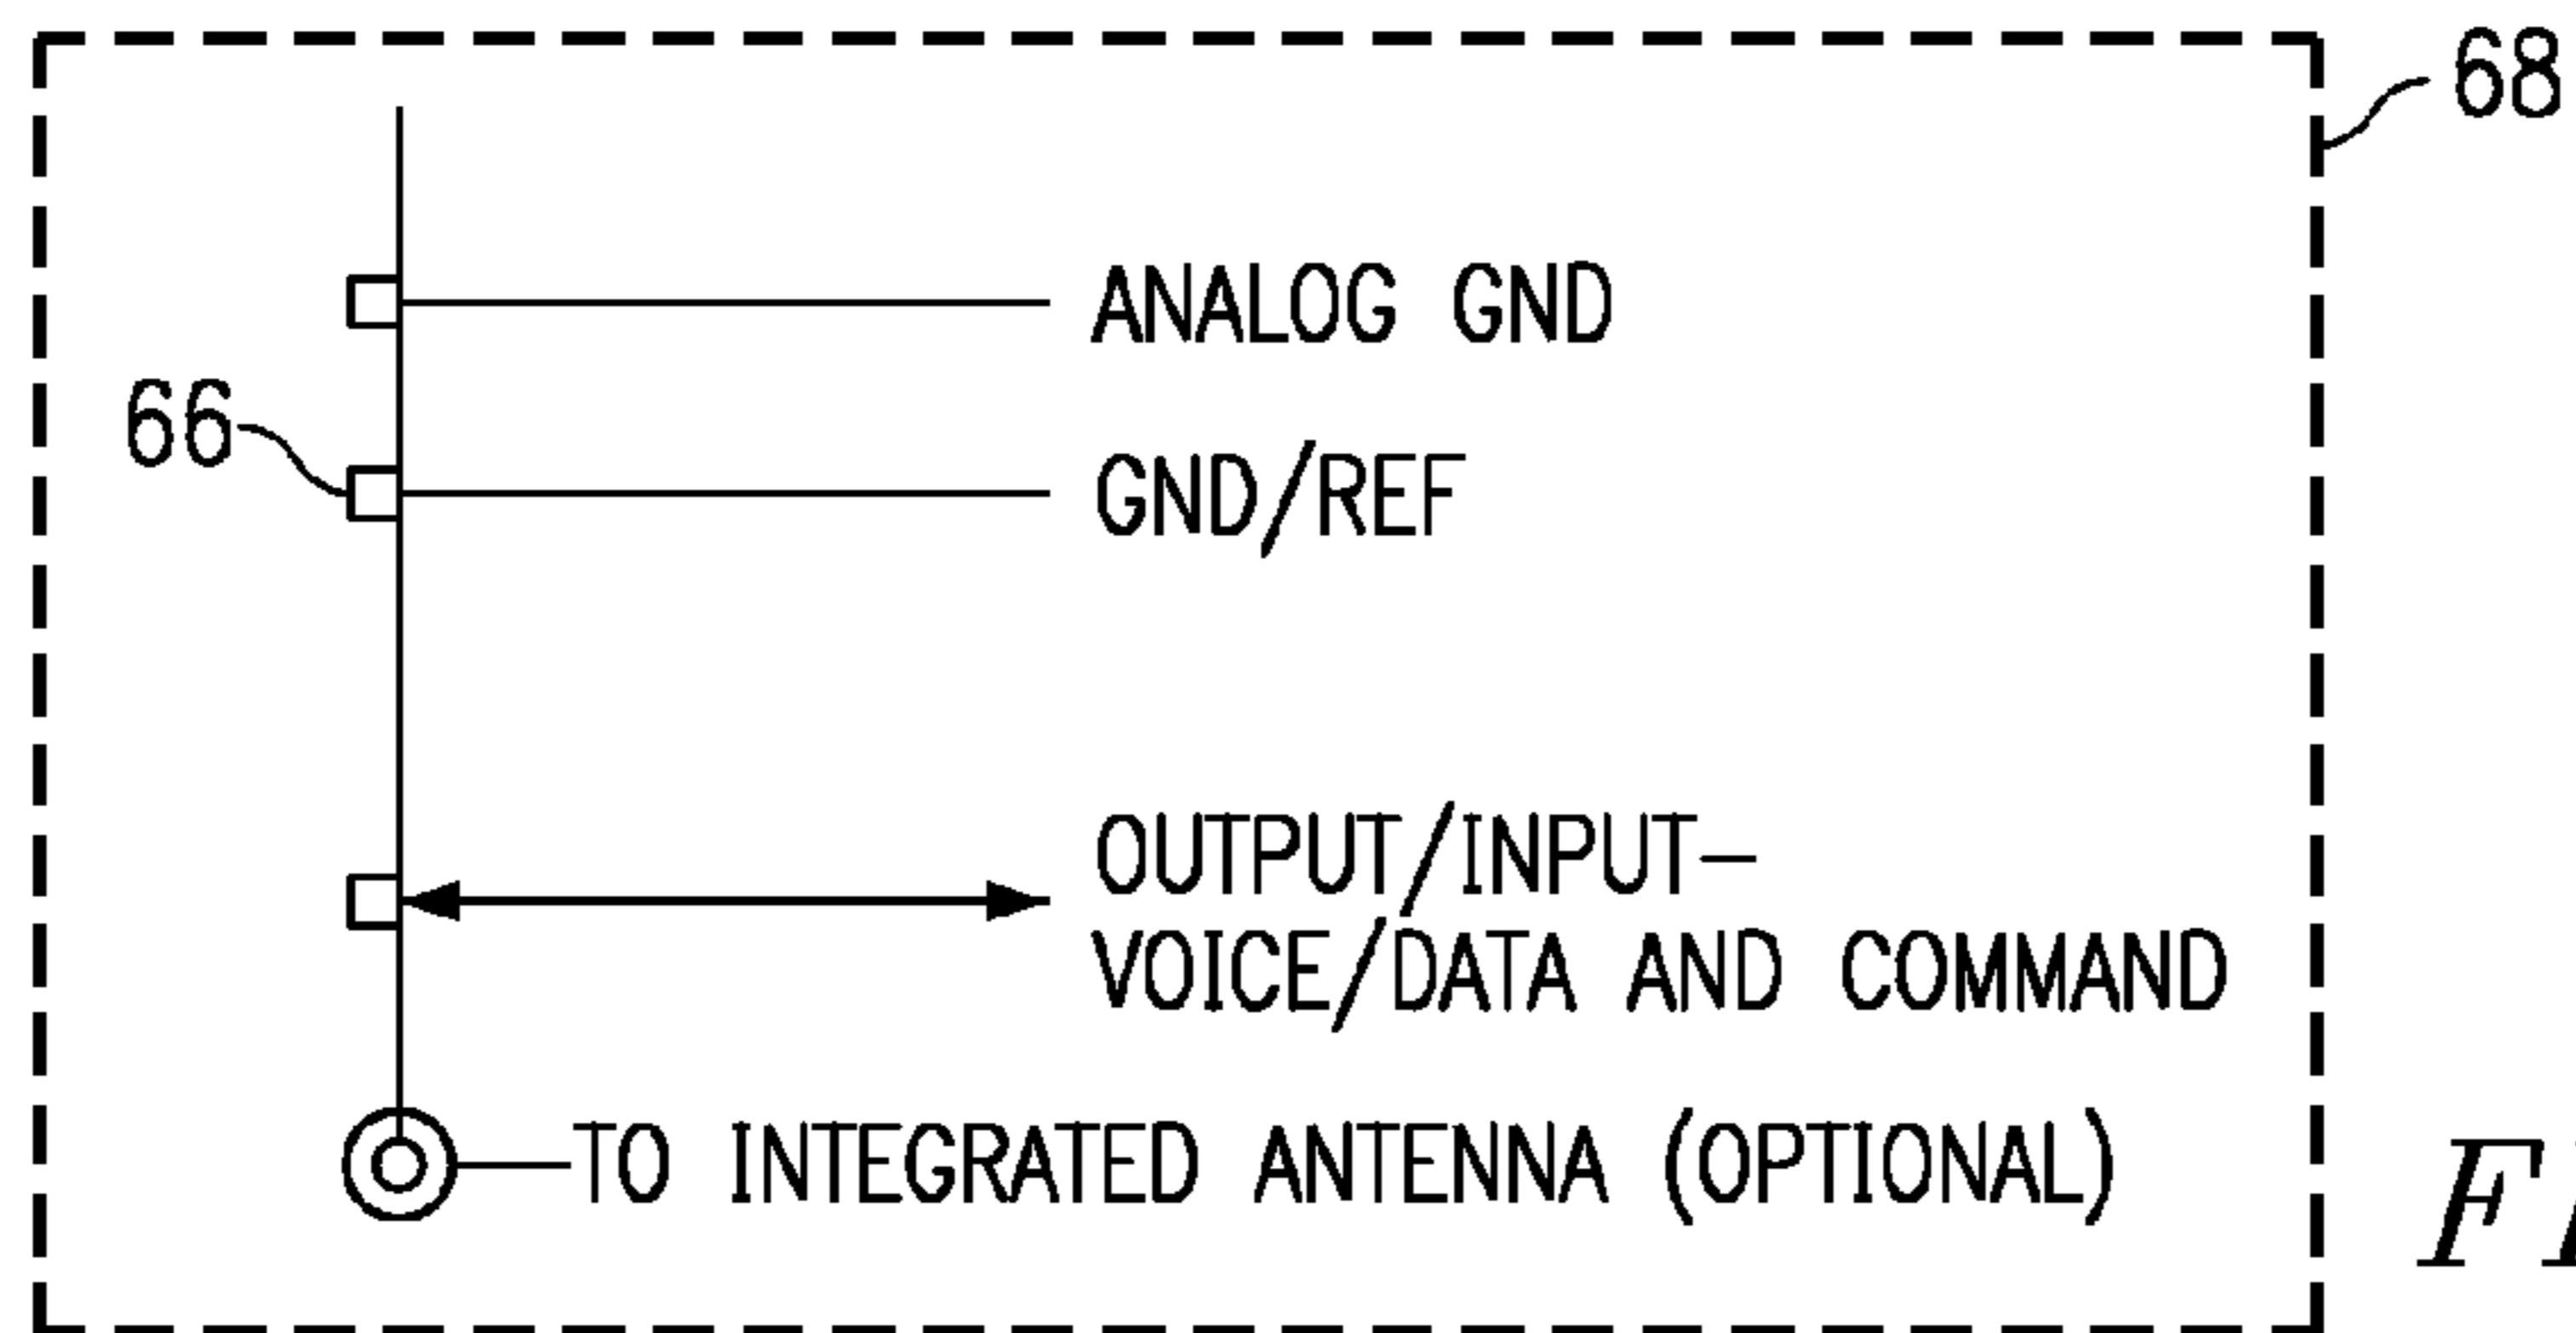 68
ANALOG GND
66
GND/REF
OUTPUT/INPUT-
VOICE/DATA AND COMMAND
TO INTEGRATED ANTENNA (OPTIONAL)